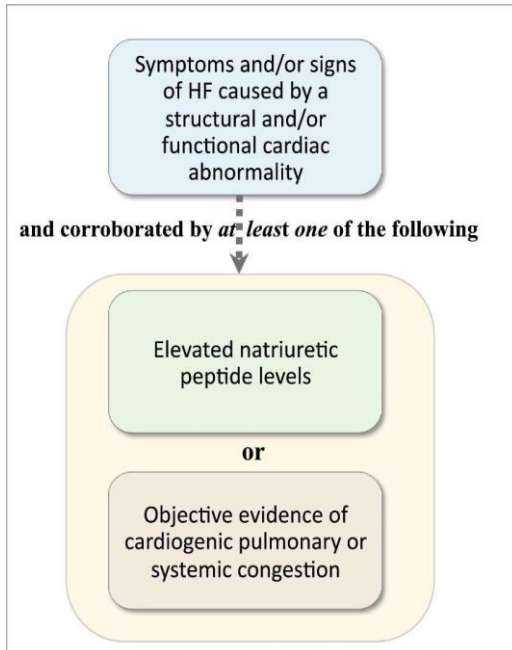 Symptoms and/or signs
of HF caused by a
structural and/or
functional cardiac
abnormality
and corroborated by at least one of the following
Elevated natriuretic
peptide levels
or
Objective evidence of
cardiogenic pulmonary or
systemic congestion